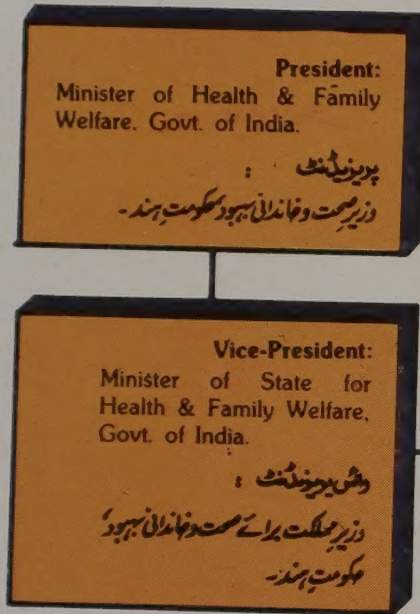 President:
Minister of Health & Family
Welfare. Govt. of India.
پریزیڈنٹ :
وزیرِ صحت و خاندانی بہبود، حکومتِ ہند۔
Vice-President:
Minister of State for
Health & Family Welfare,
Govt. of India.
وائس پریزیڈنٹ :
وزیرِ مملکت برائے صحت و خاندانی بہبود،
حکومتِ ہند۔